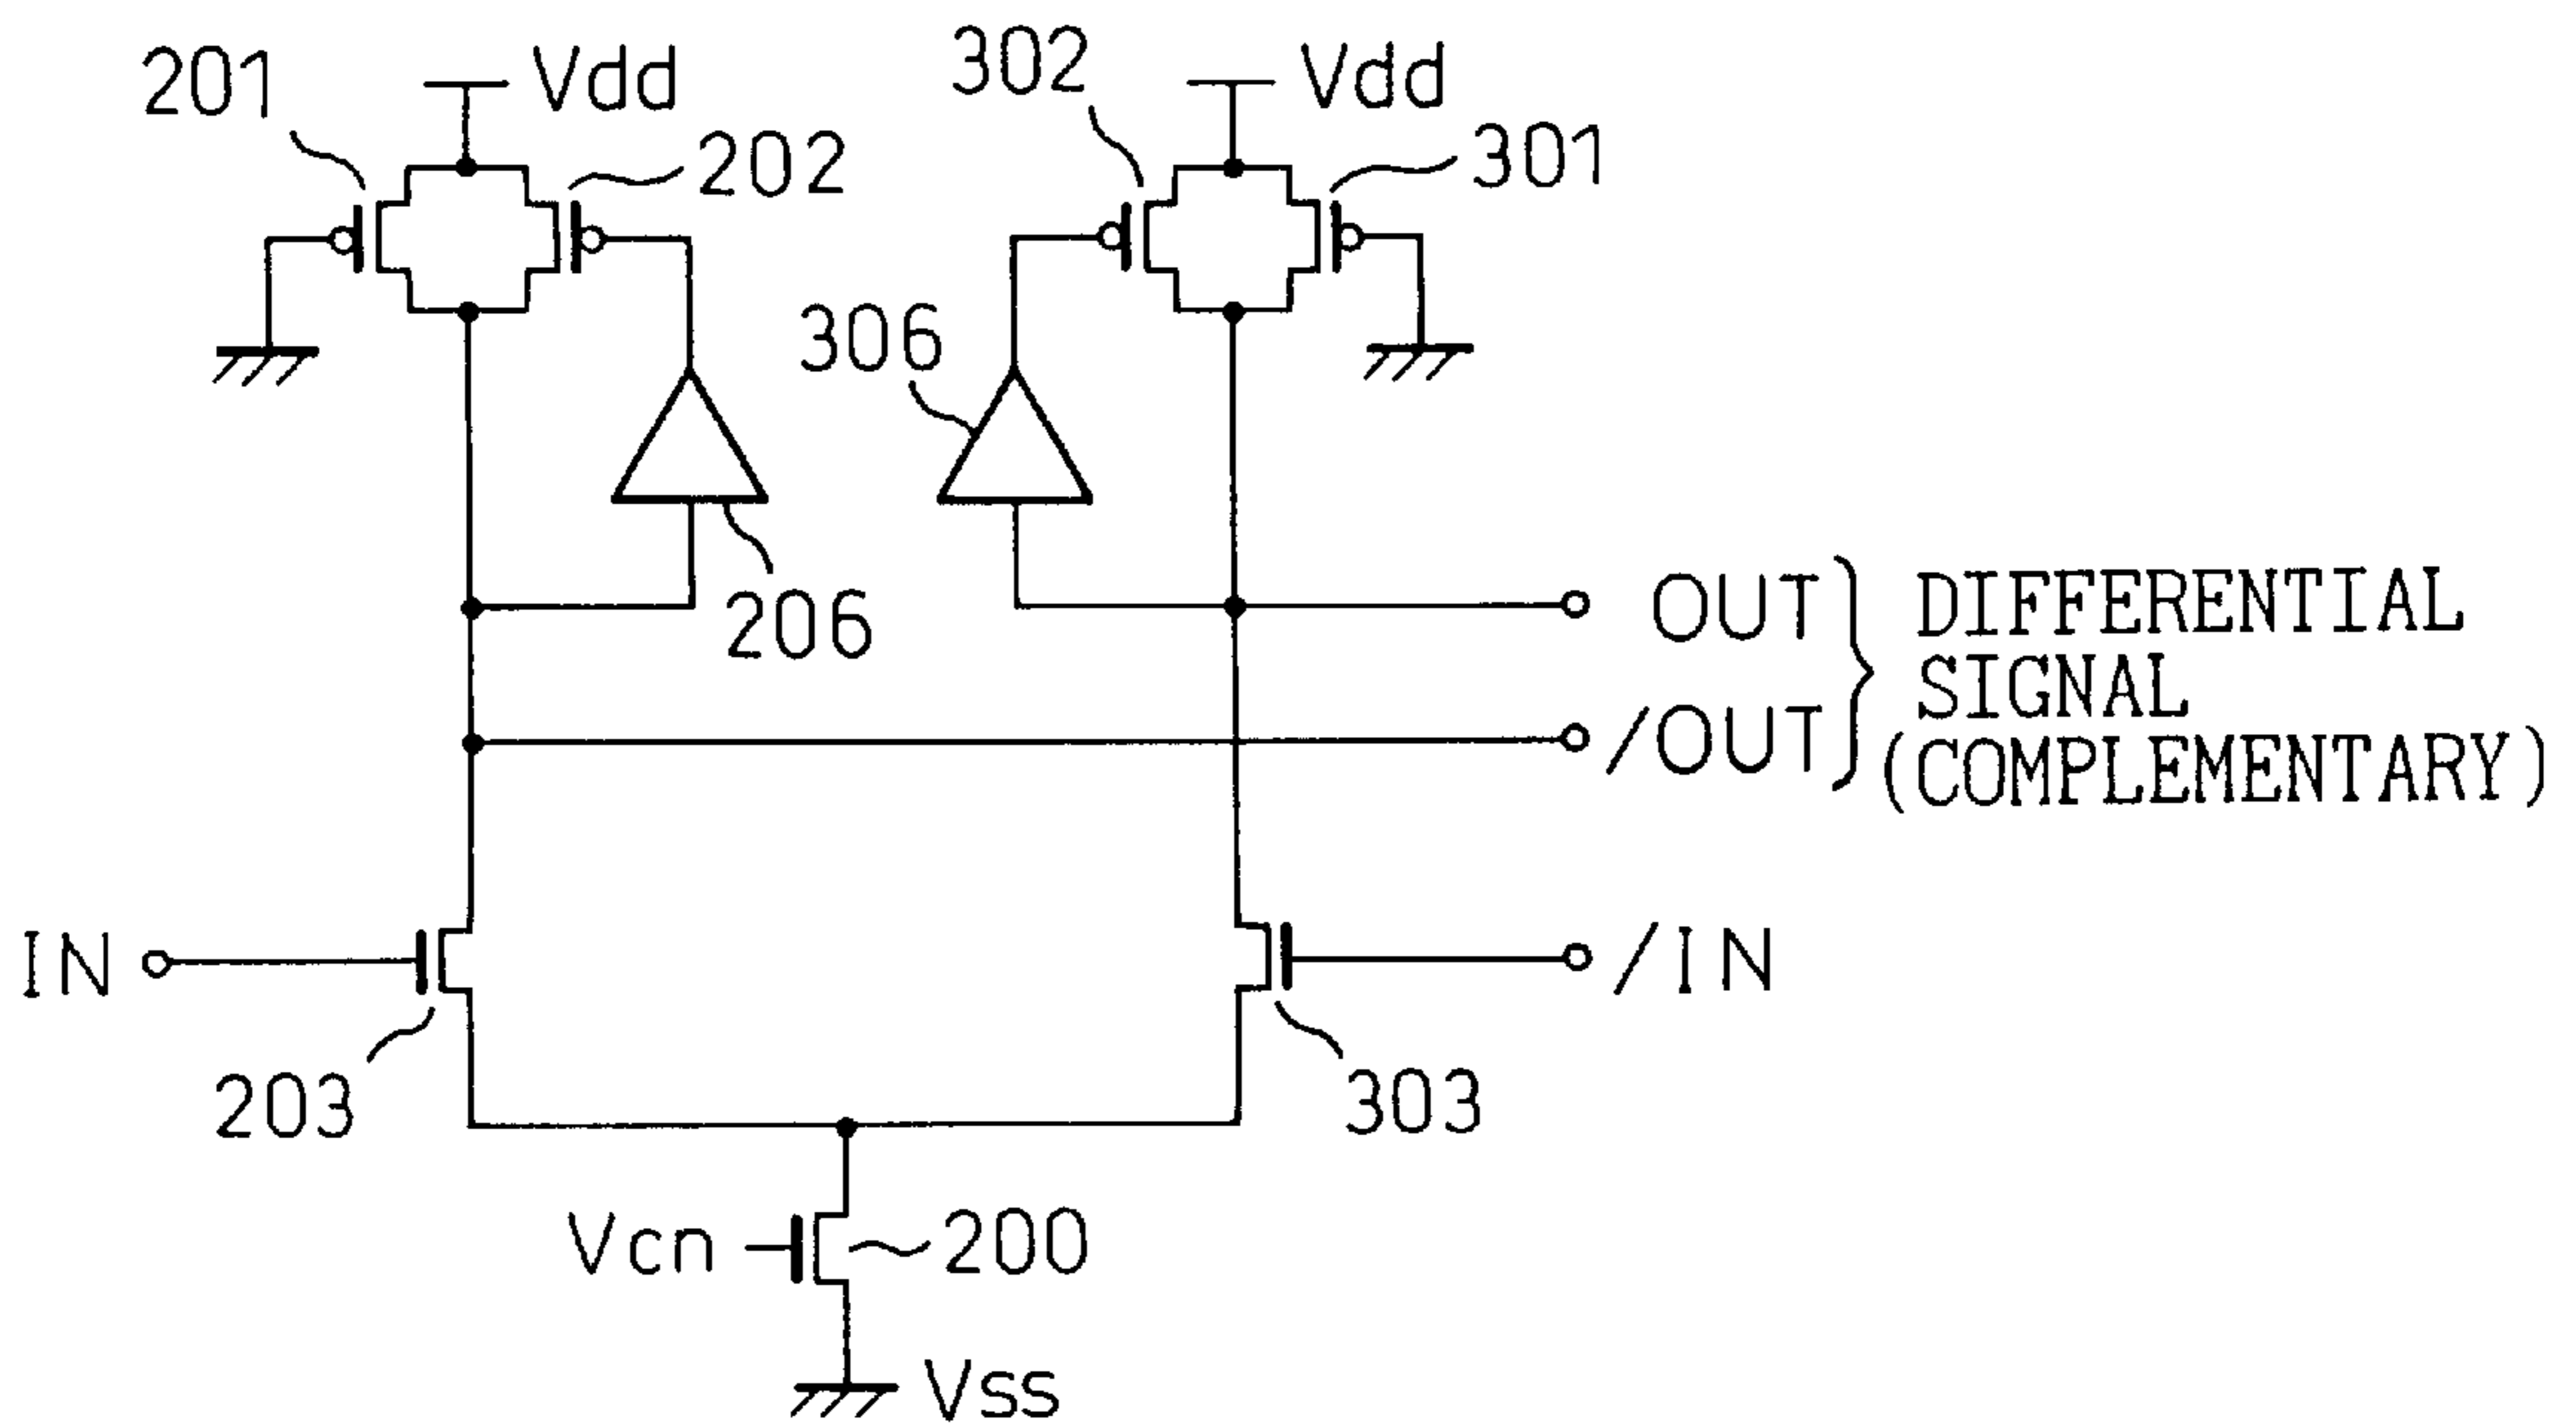 201
Vdd
202
302
Vdd
301
306
206
OUT
/OUT
DIFFERENTIAL
SIGNAL
(COMPLEMENTARY)
IN
/IN
203
303
Vcn
200
Vss